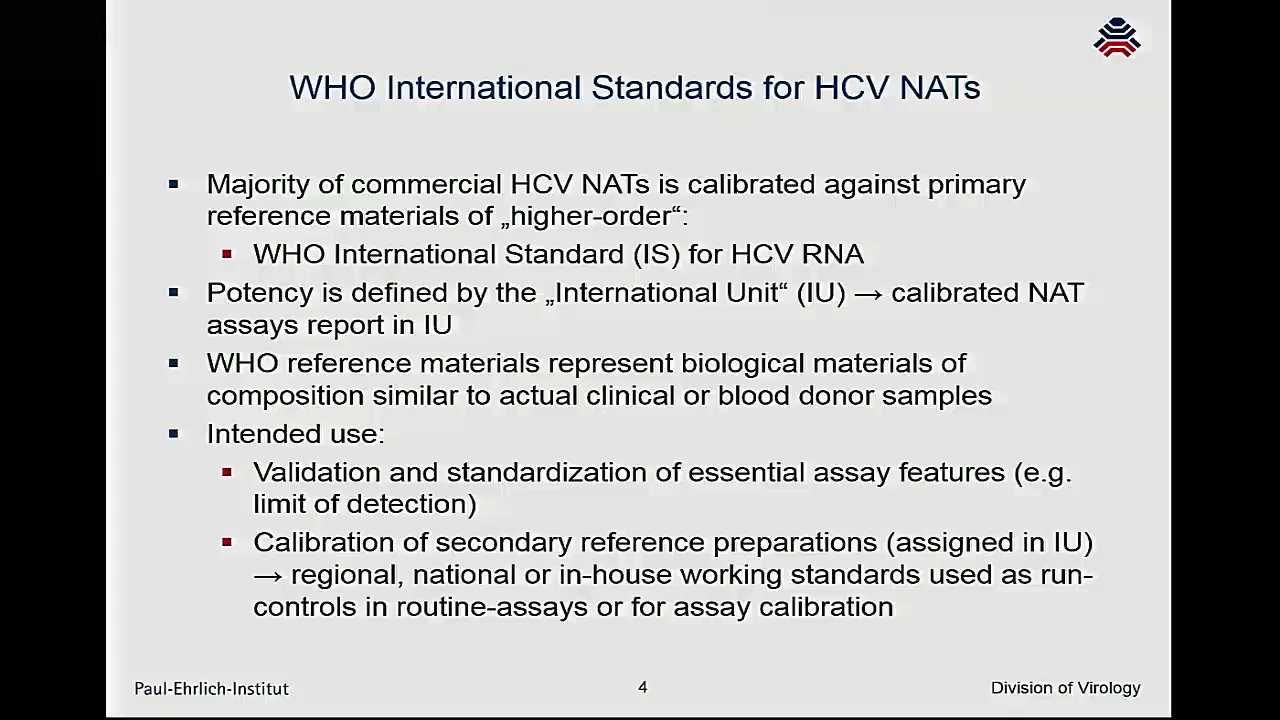 WHO International Standards for HCV NATs
▪ Majority of commercial HCV NATs is calibrated against primary
reference materials of „higher-order“:
▪ WHO International Standard (IS) for HCV RNA
▪ Potency is defined by the „International Unit“ (IU) → calibrated NAT
assays report in IU
▪ WHO reference materials represent biological materials of
composition similar to actual clinical or blood donor samples
▪ Intended use:
▪ Validation and standardization of essential assay features (e.g.
limit of detection)
▪ Calibration of secondary reference preparations (assigned in IU)
→ regional, national or in-house working standards used as run-
controls in routine-assays or for assay calibration
Paul-Ehrlich-Institut
4
Division of Virology